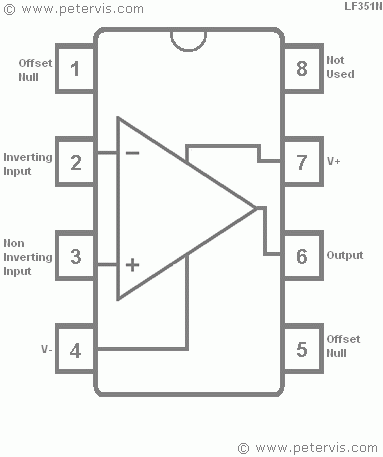 © www.petervis.com
LF351N
Offset
Null
1
8
Not
Used
Inverting
Input
2
−
7
V+
Non
Inverting
Input
3
+
6
Output
V-
4
5
Offset
Null
© www.petervis.com